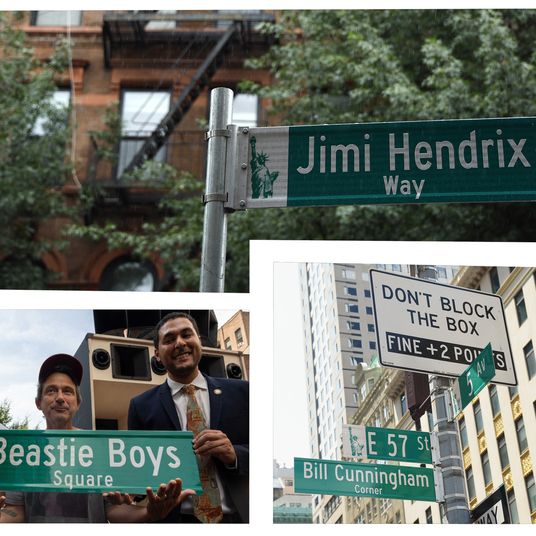 Jimi Hendrix
Way
Beastie Boys
Square
DON'T BLOCK
THE BOX
FINE + 2 POINTS
5 AV
E 57 St
Bill Cunningham
Corner
WAY